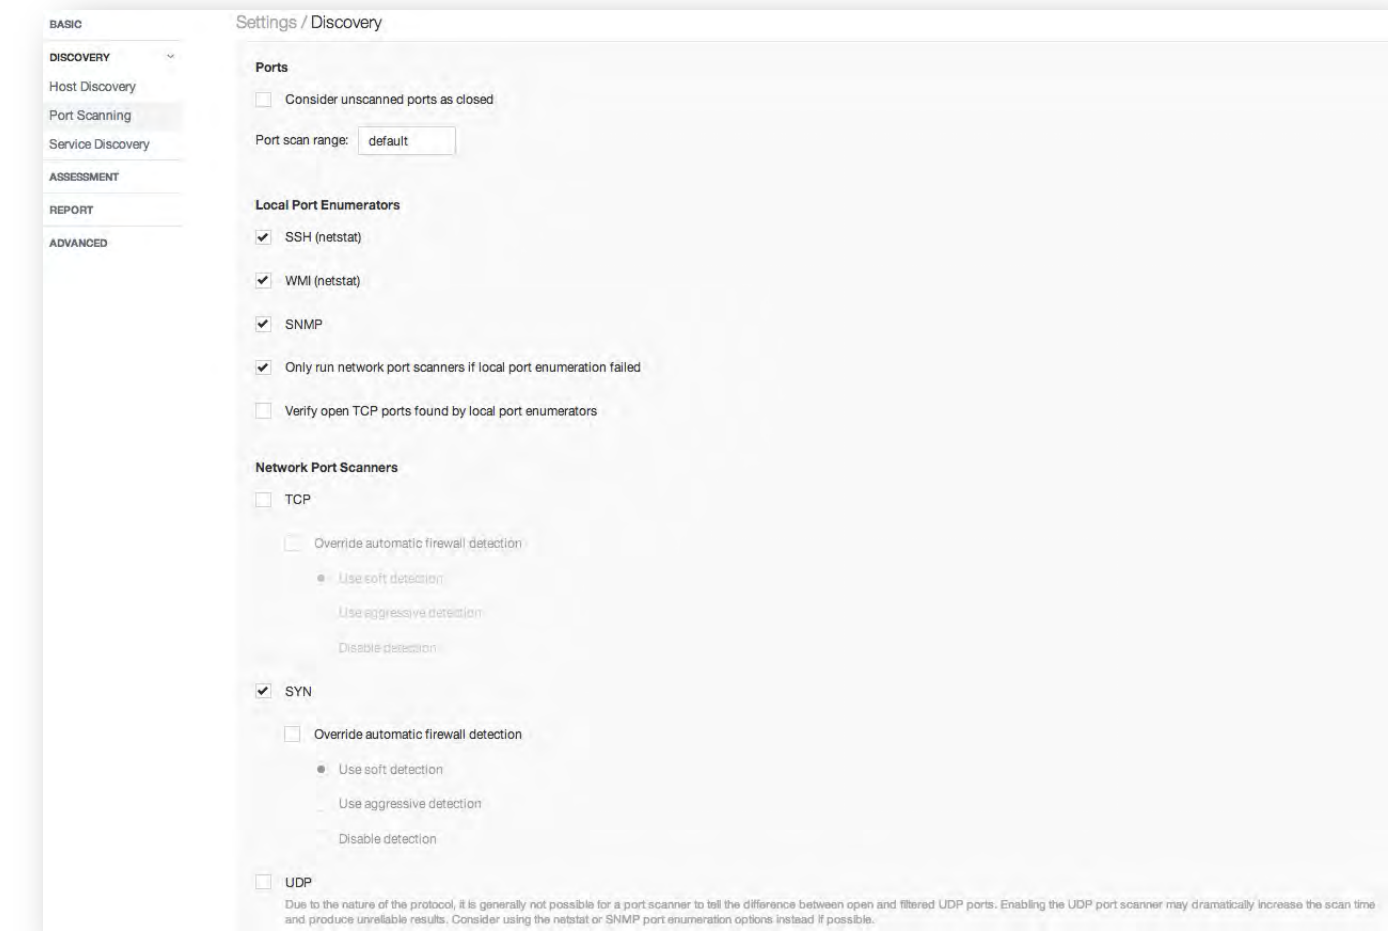 BASIC
DISCOVERY
Host Discovery
Port Scanning
Service Discovery
ASSESSMENT
REPORT
ADVANCED
Settings / Discovery
Ports
Consider unscanned ports as closed
Port scan range: default
Local Port Enumerators
SSH (netstat)
WMI (netstat)
SNMP
Only run network port scanners if local port enumeration failed
Verify open TCP ports found by local port enumerators
Network Port Scanners
TCP
Override automatic firewall detection
Use soft detection
Use aggressive detection
Disable detection
SYN
Override automatic firewall detection
Use soft detection
Use aggressive detection
Disable detection
UDP
Due to the nature of the protocol, it is generally not possible for a port scanner to tell the difference between open and filtered UDP ports. Enabling the UDP port scanner may dramatically increase the scan time
and produce unreliable results. Consider using the netstat or SNMP port enumeration options instead if possible.